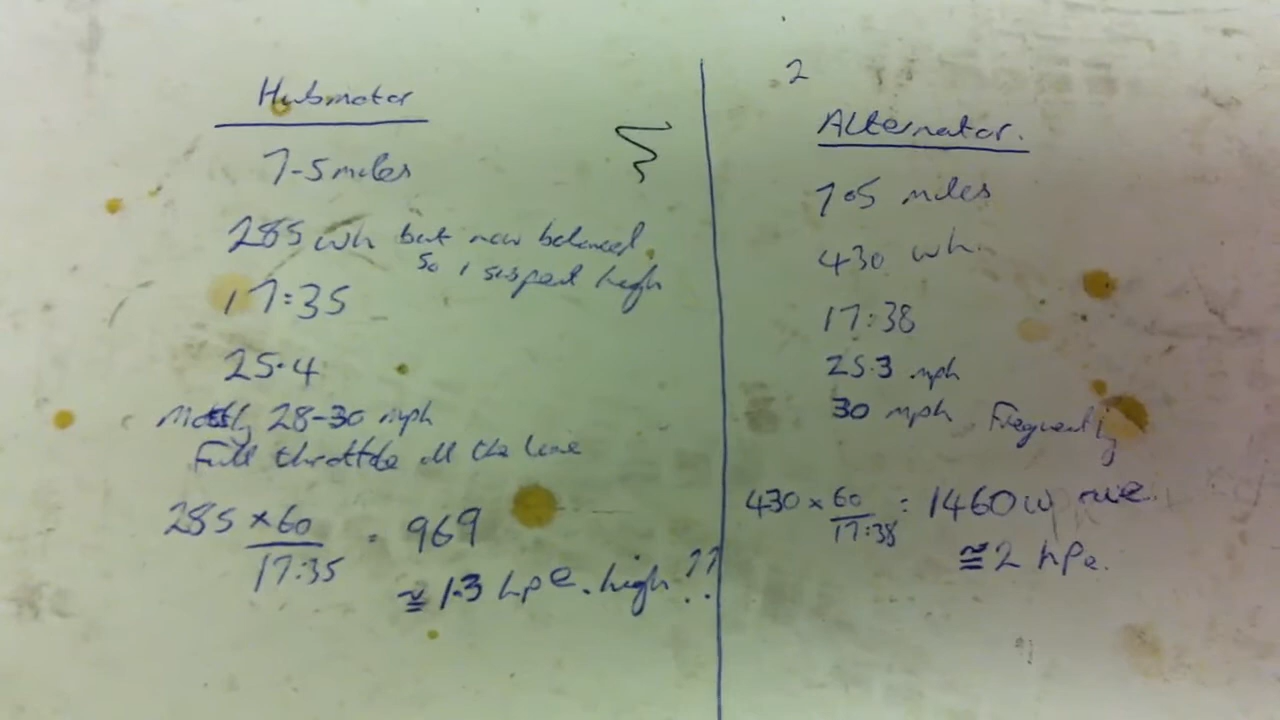 Hubmotor
7-5 miles
285 wh but now balanced
So i suspect high
17:35
25.4
Mostly 28-30 mph
Full throttle all the time
285 x 60 = 969
17:35
≅ 1.3 hpe. high??
2
Alternator.
7.05 miles
430 wh.
17:38
25.3 mph
30 mph Frequently
430 x 60 : 1460w
17:38
≅ 2 hpe.